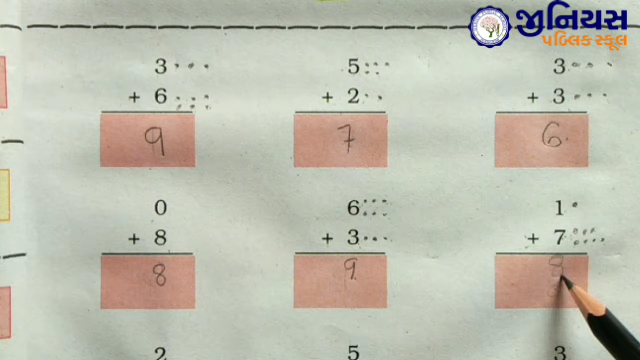 જીનિયસ
પબ્લિક સ્કૂલ
3 5 3
+ 6 + 2 + 3
9 7 6
0 6 1
+ 8 + 3 + 7
8 9 8
2 5 3